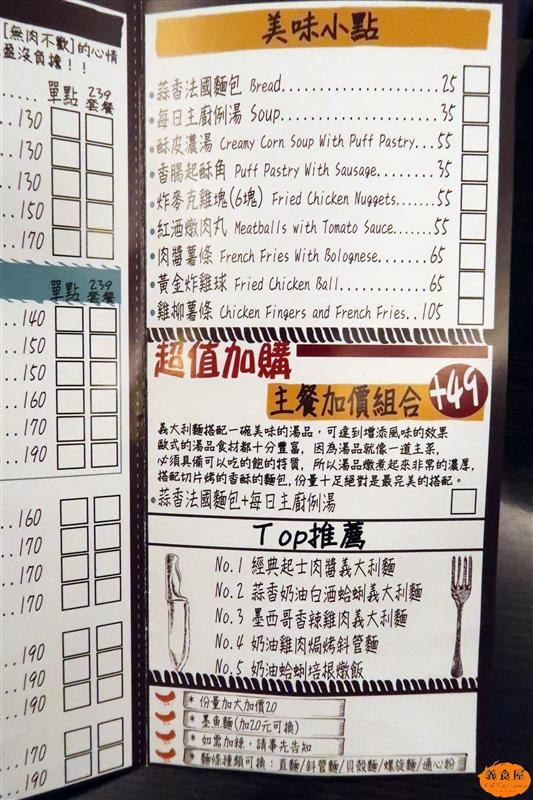 [無肉不歡]的心情
盈沒負擔！！
單點 239套餐
...130
...130
...130
...150
...170
單點 239套餐
...140
...150
...150
...160
...170
...190
...160
...170
...170
...170
...190
...190
...190
...170
...190
美味小點
蒜香法國麵包 Bread......................25
每日主廚例湯 Soup.......................35
酥皮濃湯 Creamy Corn Soup With Puff Pastry....55
香腸起酥角 Puff Pastry With Sausage........35
炸麥克雞塊(6塊) Fried Chicken Nuggets......55
紅酒燉肉丸 Meatballs with Tomato Sauce......55
肉醬薯條 French Fries With Bolognese......65
黃金炸雞球 Fried Chicken Ball.............65
雞柳薯條 Chicken Fingers and French Fries..105
超值加購
主餐加價組合 +49
義大利麵搭配一碗美味的湯品，可達到增添風味的效果
歐式的湯品食材都十分豐富，因為湯品就像一道主菜，
必須具備可以吃的飽的特質，所以湯品燉煮起來非常的濃厚，
搭配切片烤的香酥的麵包，份量十足絕對是最完美的搭配。
蒜香法國麵包+每日主廚例湯
Top推薦
No.1 經典起士肉醬義大利麵
No.2 蒜香奶油白酒蛤蜊義大利麵
No.3 墨西哥香辣雞肉義大利麵
No.4 奶油雞肉焗烤斜管麵
No.5 奶油蛤蜊培根燉飯
* 份量加大加價20
* 墨魚麵(加20元可換)
* 如需加辣，請事先告知
* 麵條種類可換：直麵/斜管麵/貝殼麵/螺旋麵/通心粉
義食屋